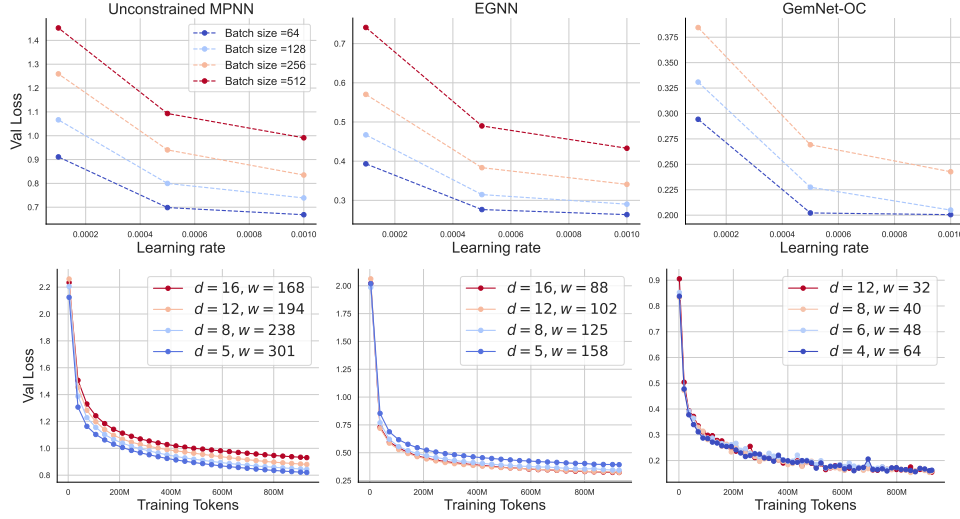 Unconstrained MPNN
EGNN
GemNet-OC
Val Loss
1.4
1.3
1.2
1.1
1.0
0.9
0.8
0.7
Batch size =64
Batch size =128
Batch size =256
Batch size =512
0.0002 0.0004 0.0006 0.0008 0.0010
Learning rate
0.7
0.6
0.5
0.4
0.3
0.0002 0.0004 0.0006 0.0008 0.0010
Learning rate
0.375
0.350
0.325
0.300
0.275
0.250
0.225
0.200
0.0002 0.0004 0.0006 0.0008 0.0010
Learning rate
Val Loss
2.2
2.0
1.8
1.6
1.4
1.2
1.0
0.8
d = 16, w = 168
d = 12, w = 194
d = 8, w = 238
d = 5, w = 301
0 200M 400M 600M 800M
Training Tokens
2.00
1.75
1.50
1.25
1.00
0.75
0.50
0.25
d = 16, w = 88
d = 12, w = 102
d = 8, w = 125
d = 5, w = 158
0 200M 400M 600M 800M
Training Tokens
0.9
0.8
0.7
0.6
0.5
0.4
0.3
0.2
d = 12, w = 32
d = 8, w = 40
d = 6, w = 48
d = 4, w = 64
0 200M 400M 600M 800M
Training Tokens